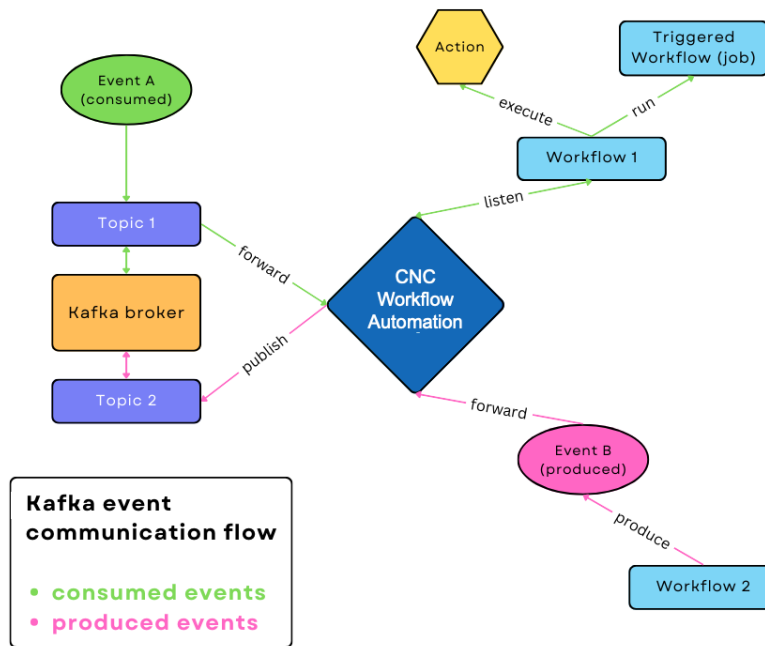 Action
Triggered
Workflow (job)
Event A
(consumed)
execute
run
Workflow 1
listen
Topic 1
forward
CNC
Workflow
Automation
Kafka broker
publish
Topic 2
forward
Event B
(produced)
Kafka event
communication flow
produce
• consumed events
• produced events
Workflow 2